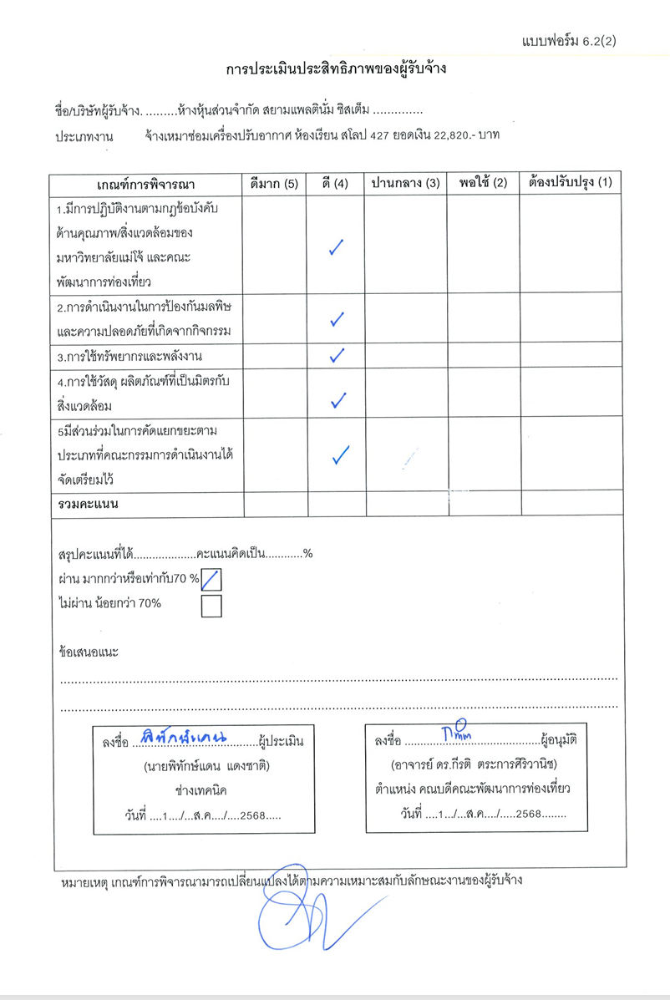 แบบฟอร์ม 6.2(2)
การประเมินประสิทธิภาพของผู้รับจ้าง
ชื่อ/บริษัทผู้รับจ้าง. .........ห้างหุ้นส่วนจำกัด สยามแพลตินั่ม ซิสเต็ม ..............
ประเภทงาน จ้างเหมาซ่อมเครื่องปรับอากาศ ห้องเรียน สโลป 427 ยอดเงิน 22,820.- บาท
เกณฑ์การพิจารณา ดีมาก (5) ดี (4) ปานกลาง (3) พอใช้ (2) ต้องปรับปรุง (1)
1.มีการปฏิบัติงานตามกฎข้อบังคับ
ด้านคุณภาพ/สิ่งแวดล้อมของ
มหาวิทยาลัยแม่โจ้ และคณะ ✓
พัฒนาการท่องเที่ยว
2.การดำเนินงานในการป้องกันมลพิษ
และความปลอดภัยที่เกิดจากกิจกรรม ✓
3.การใช้ทรัพยากรและพลังงาน ✓
4.การใช้วัสดุ ผลิตภัณฑ์ที่เป็นมิตรกับ
สิ่งแวดล้อม ✓
5มีส่วนร่วมในการคัดแยกขยะตาม
ประเภทที่คณะกรรมการดำเนินงานได้ ✓
จัดเตรียมไว้
รวมคะแนน
สรุปคะแนนที่ได้....................คะแนนคิดเป็น............%
ผ่าน มากกว่าหรือเท่ากับ70 %
ไม่ผ่าน น้อยกว่า 70%
ข้อเสนอแนะ
ลงชื่อ ...พิทักษ์แดน...ผู้ประเมิน
(นายพิทักษ์แดน แดงชาติ)
ช่างเทคนิค
วันที่ ....1..../...ส.ค..../....2568.....
ลงชื่อ ........................................ผู้อนุมัติ
(อาจารย์ ดร.กีรติ ตระการศิริวานิช)
ตำแหน่ง คณบดีคณะพัฒนาการท่องเที่ยว
วันที่ ....1.../...ส.ค..../.....2568........
หมายเหตุ เกณฑ์การพิจารณามารถเปลี่ยนแปลงได้ตามความเหมาะสมกับลักษณะงานของผู้รับจ้าง